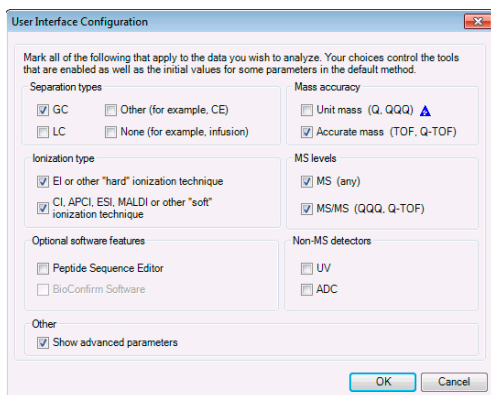 User Interface Configuration
Mark all of the following that apply to the data you wish to analyze. Your choices control the tools
that are enabled as well as the initial values for some parameters in the default method.
Separation types
GC
Other (for example, CE)
LC
None (for example, infusion)
Mass accuracy
Unit mass (Q, QQQ)
Accurate mass (TOF, Q-TOF)
Ionization type
EI or other "hard" ionization technique
CI, APCI, ESI, MALDI or other "soft"
ionization technique
MS levels
MS (any)
MS/MS (QQQ, Q-TOF)
Optional software features
Peptide Sequence Editor
BioConfirm Software
Non-MS detectors
UV
ADC
Other
Show advanced parameters
OK
Cancel